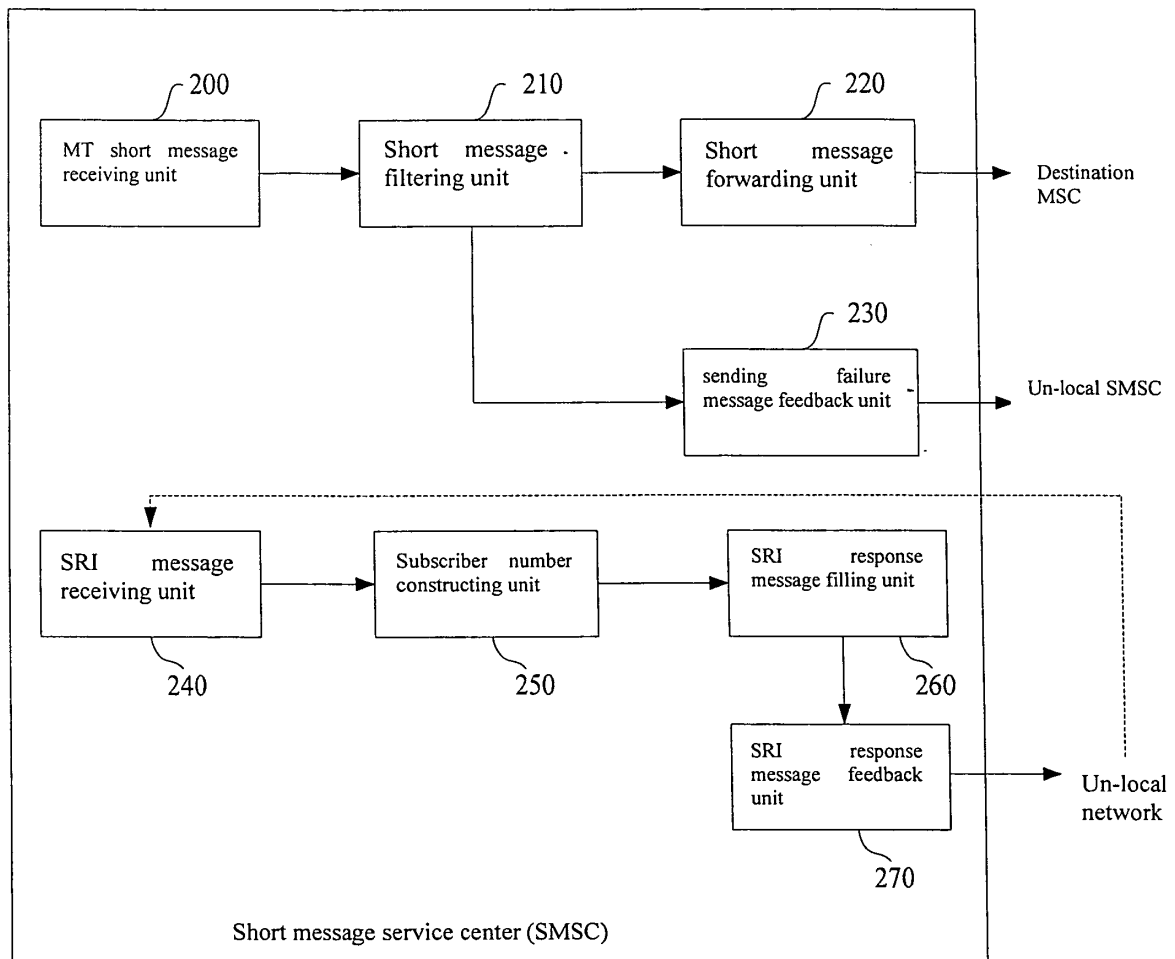 200
210
220
MT short message
receiving unit
Short message
filtering unit
Short message
forwarding unit
Destination
MSC
230
sending failure
message feedback unit
Un-local SMSC
SRI message
receiving unit
Subscriber number
constructing unit
SRI response
message filling unit
240
250
260
SRI response
message feedback
unit
Un-local
network
270
Short message service center (SMSC)